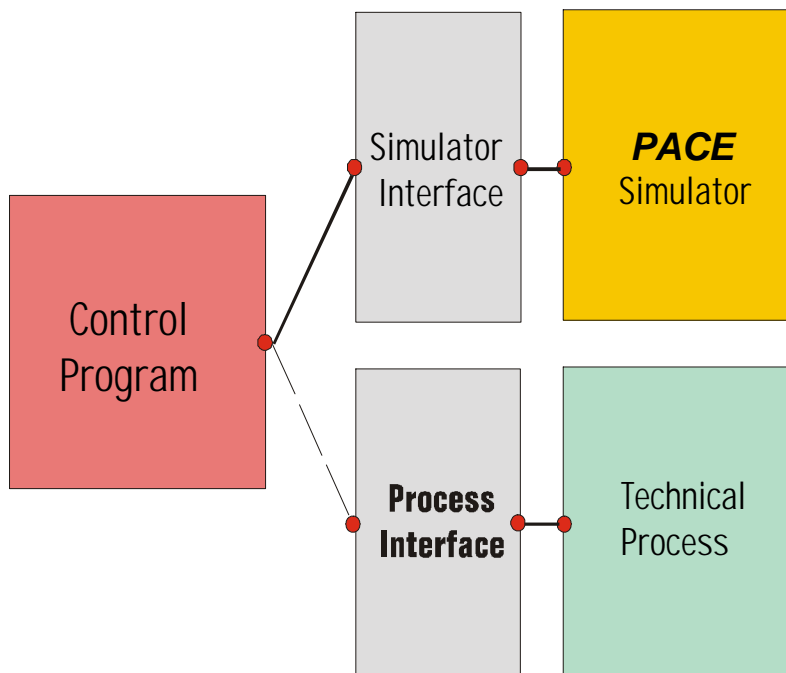 Simulator
Interface
PACE
Simulator
Control
Program
Process
Interface
Technical
Process